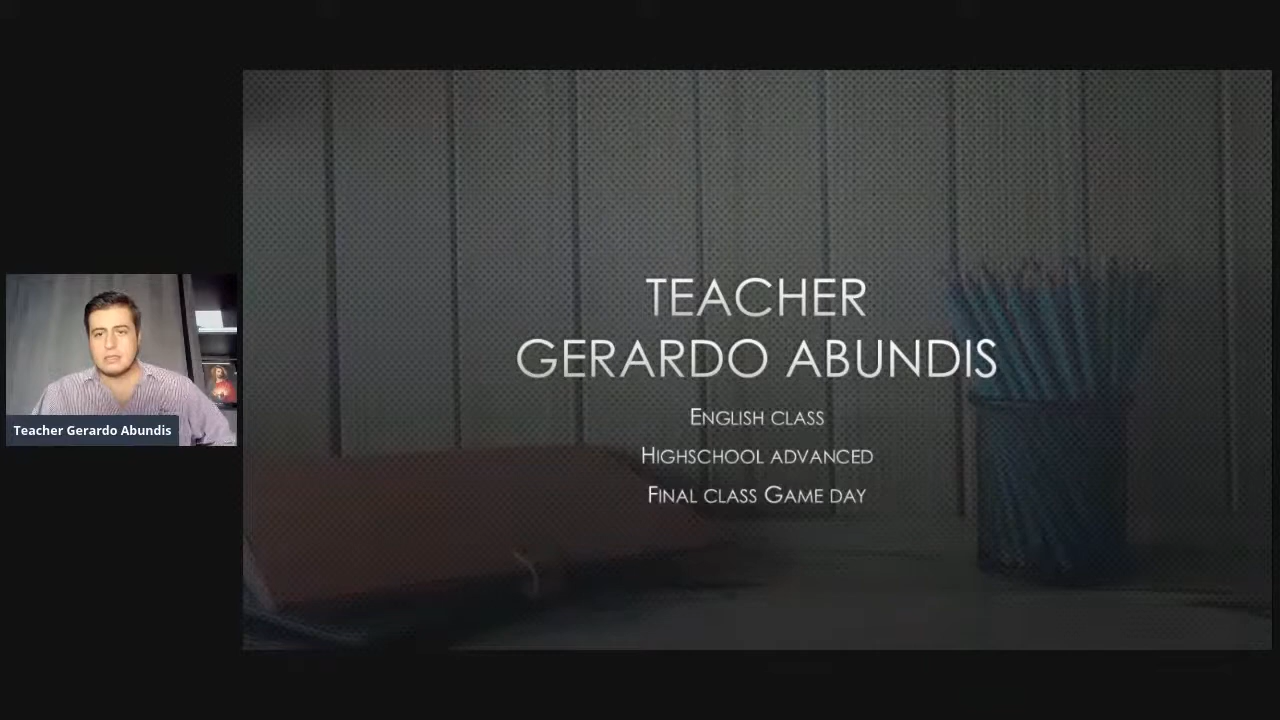 TEACHER
GERARDO ABUNDIS
ENGLISH CLASS
HIGHSCHOOL ADVANCED
FINAL CLASS GAME DAY
Teacher Gerardo Abundis